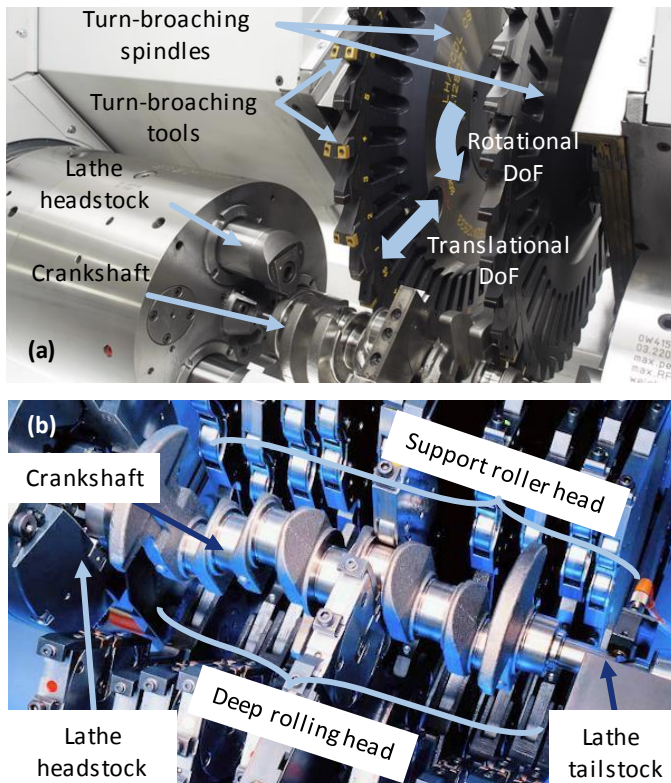 Turn-broaching
spindles
Turn-broaching
tools
Lathe
headstock
Crankshaft
Rotational
DoF
Translational
DoF
(a)
max.
(b)
Crankshaft
Support roller head
Deep rolling head
Lathe
headstock
Lathe
tailstock